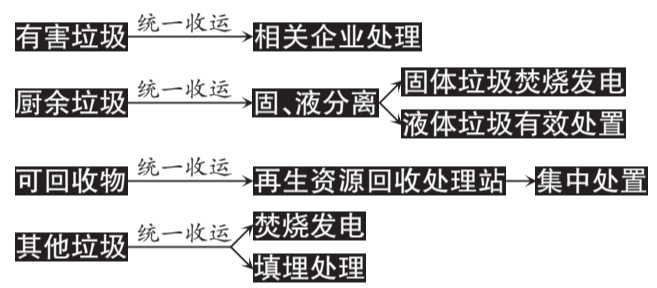 有害垃圾 统一收运 相关企业处理
厨余垃圾 统一收运 固、液分离 固体垃圾焚烧发电
液体垃圾有效处置
可回收物 统一收运 再生资源回收处理站 集中处置
其他垃圾 统一收运 焚烧发电
填埋处理